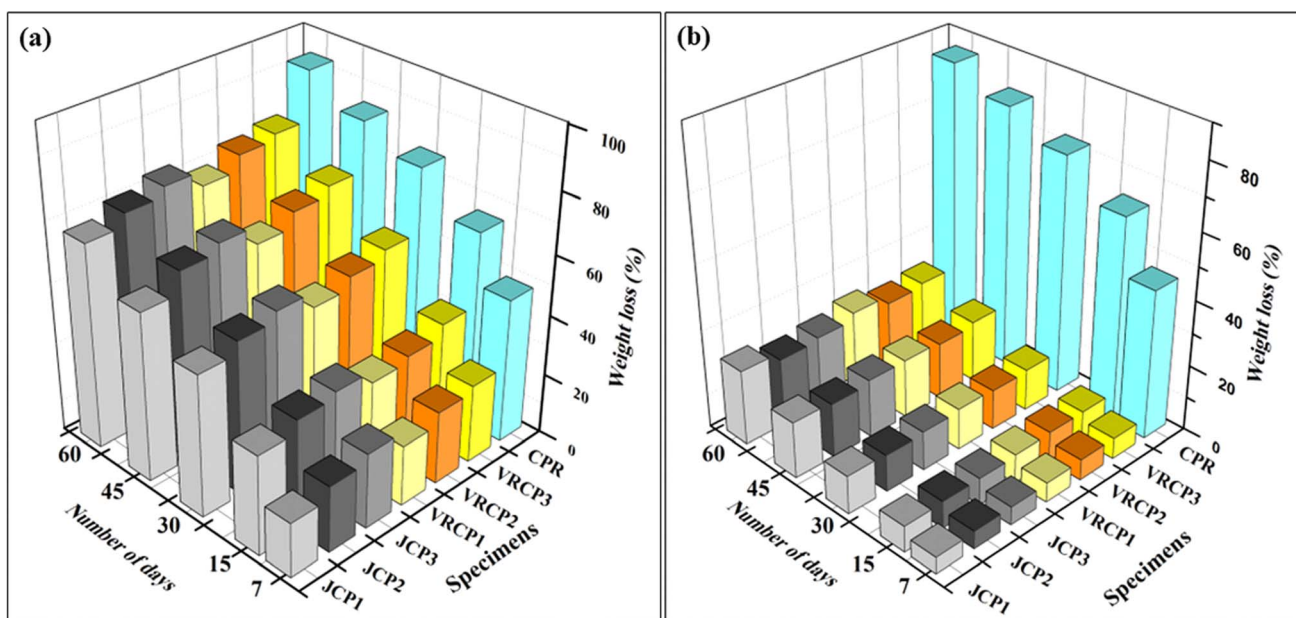 (a)
100
80
60
40
20
0
Weight loss (%)
60
45
30
15
7
Number of days
CPR
VRCP3
VRCP2
VRCP1
JCP3
JCP2
JCP1
Specimens
(b)
80
60
40
20
0
Weight loss (%)
60
45
30
15
7
Number of days
CPR
VRCP3
VRCP2
VRCP1
JCP3
JCP2
JCP1
Specimens